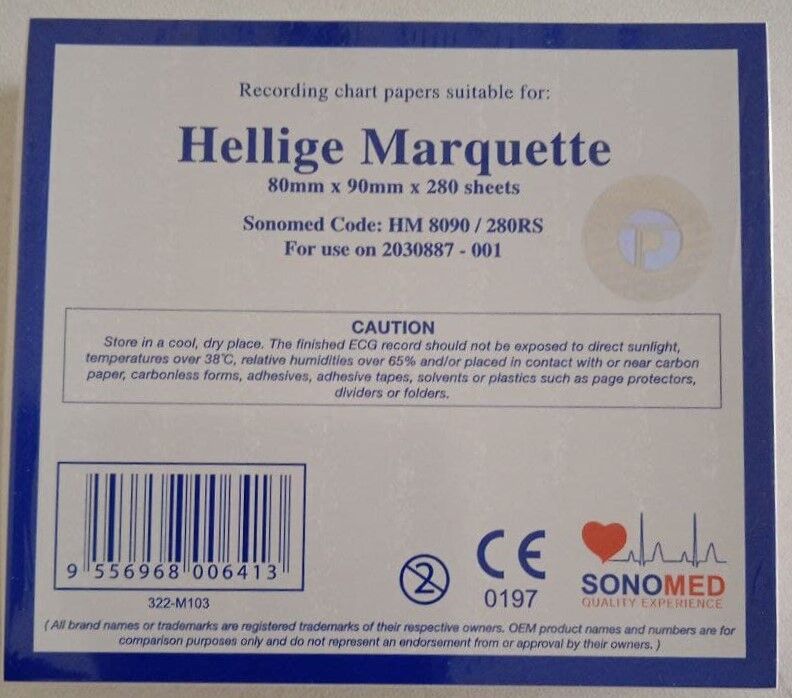 Recording chart papers suitable for:
Hellige Marquette
80mm x 90mm x 280 sheets
Sonomed Code: HM 8090 / 280RS
For use on 2030887 - 001
P
CAUTION
Store in a cool, dry place. The finished ECG record should not be exposed to direct sunlight,
temperatures over 38°C, relative humidities over 65% and/or placed in contact with or near carbon
paper, carbonless forms, adhesives, adhesive tapes, solvents or plastics such as page protectors,
dividers or folders.
9 556968 006413
322-M103
2
CE
0197
SONOMED
QUALITY EXPERIENCE
( All brand names or trademarks are registered trademarks of their respective owners. OEM product names and numbers are for
comparison purposes only and do not represent an endorsement from or approval by their owners. )